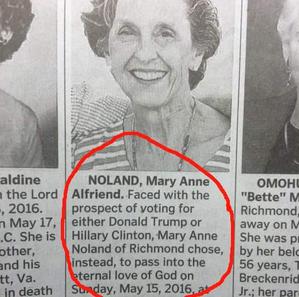 NOLAND, Mary Anne
Alfriend. Faced with the
prospect of voting for
either Donald Trump or
Hillary Clinton, Mary Anne
Noland of Richmond chose,
instead, to pass into the
eternal love of God on
Sunday, May 15, 2016, at
aldine
n the Lord
, 2016.
n May 17,
.C. She is
other,
and his
tt, Va.
in death
OMOHU
"Bette" M
Richmond,
away on M
She was pr
by her belo
56 years, T
Breckenrid
Jr.; her par